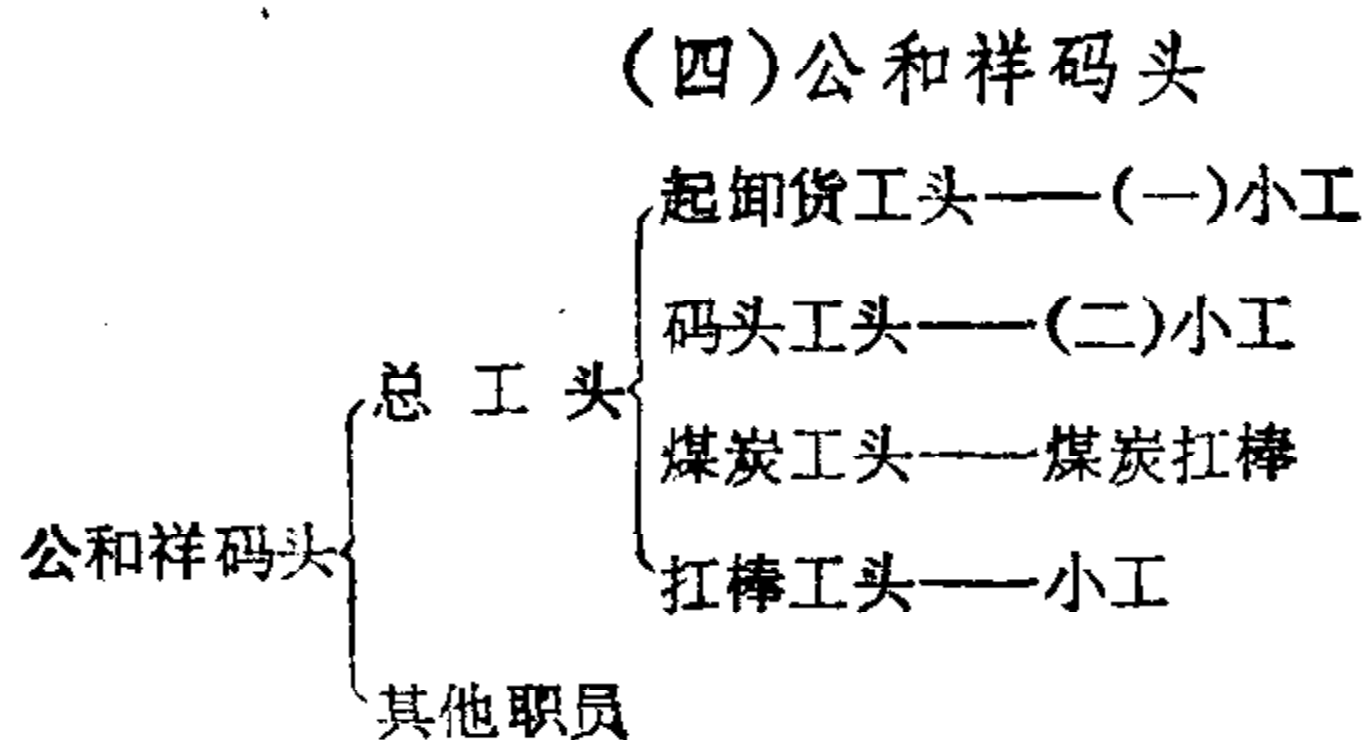 (四)公和祥码头
起卸货工头——(一)小工
码头工头——(二)小工
总工头
煤炭工头——煤炭扛棒
公和祥码头
扛棒工头——小工
其他职员